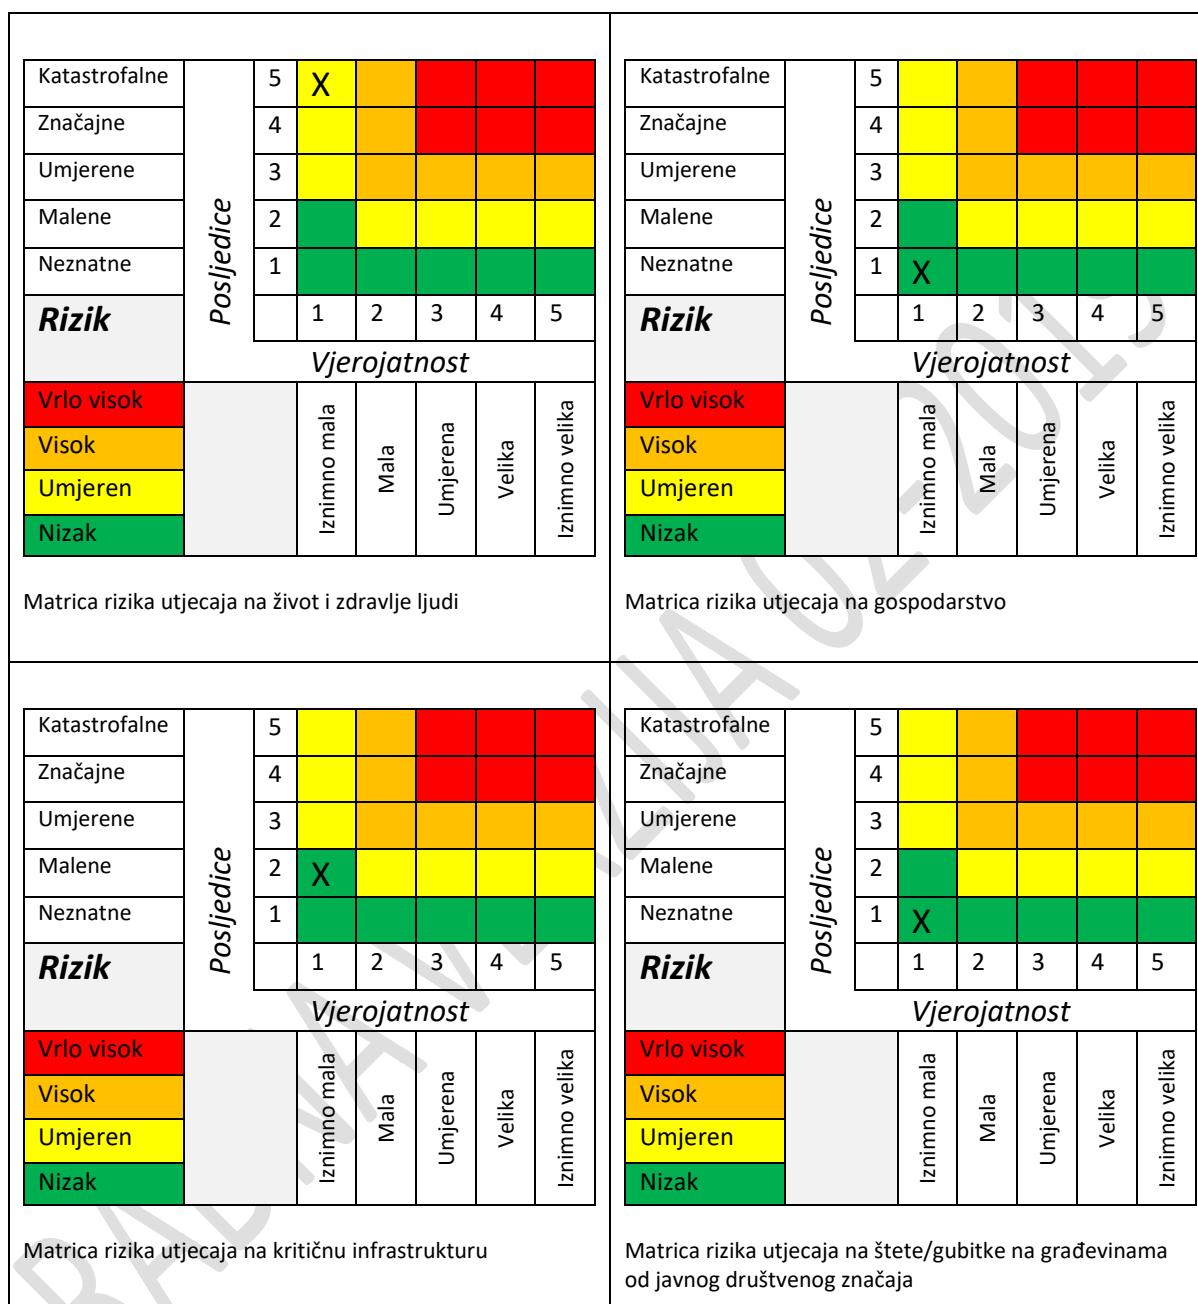 Katastrofalne 5 X
Značajne 4
Umjerene 3
Malene 2
Neznatne 1
Posljedice
Rizik 1 2 3 4 5
Vjerojatnost
Vrlo visok
Visok
Umjeren
Nizak
Iznimno mala
Mala
Umjerena
Velika
Iznimno velika
Matrica rizika utjecaja na život i zdravlje ljudi
Katastrofalne 5
Značajne 4
Umjerene 3
Malene 2
Neznatne 1 X
Posljedice
Rizik 1 2 3 4 5
Vjerojatnost
Vrlo visok
Visok
Umjeren
Nizak
Iznimno mala
Mala
Umjerena
Velika
Iznimno velika
Matrica rizika utjecaja na gospodarstvo
Katastrofalne 5
Značajne 4
Umjerene 3
Malene 2 X
Neznatne 1
Posljedice
Rizik 1 2 3 4 5
Vjerojatnost
Vrlo visok
Visok
Umjeren
Nizak
Iznimno mala
Mala
Umjerena
Velika
Iznimno velika
Matrica rizika utjecaja na kritičnu infrastrukturu
Katastrofalne 5
Značajne 4
Umjerene 3
Malene 2
Neznatne 1 X
Posljedice
Rizik 1 2 3 4 5
Vjerojatnost
Vrlo visok
Visok
Umjeren
Nizak
Iznimno mala
Mala
Umjerena
Velika
Iznimno velika
Matrica rizika utjecaja na štete/gubitke na građevinama
od javnog društvenog značaja